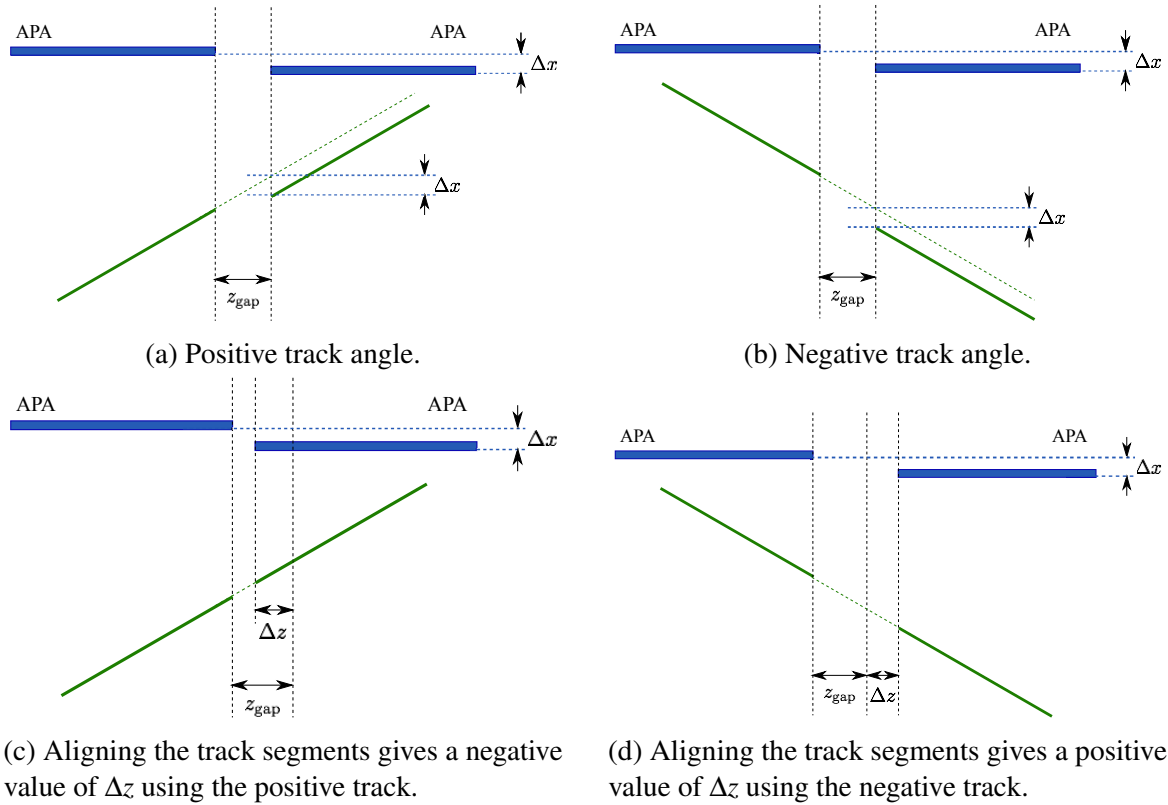 APA APA
Δx
Δx
z_gap
(a) Positive track angle.
APA APA
Δx
Δx
z_gap
(b) Negative track angle.
APA APA
Δx
Δz
z_gap
(c) Aligning the track segments gives a negative
value of Δz using the positive track.
APA APA
Δx
z_gap Δz
(d) Aligning the track segments gives a positive
value of Δz using the negative track.